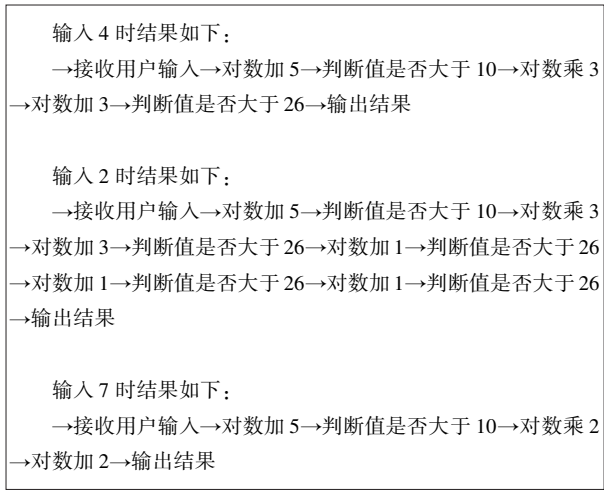 输入 4 时结果如下：
→接收用户输入→对数加 5→判断值是否大于 10→对数乘 3
→对数加 3→判断值是否大于 26→输出结果
输入 2 时结果如下：
→接收用户输入→对数加 5→判断值是否大于 10→对数乘 3
→对数加 3→判断值是否大于 26→对数加 1→判断值是否大于 26
→对数加 1→判断值是否大于 26→对数加 1→判断值是否大于 26
→输出结果
输入 7 时结果如下：
→接收用户输入→对数加 5→判断值是否大于 10→对数乘 2
→对数加 2→输出结果